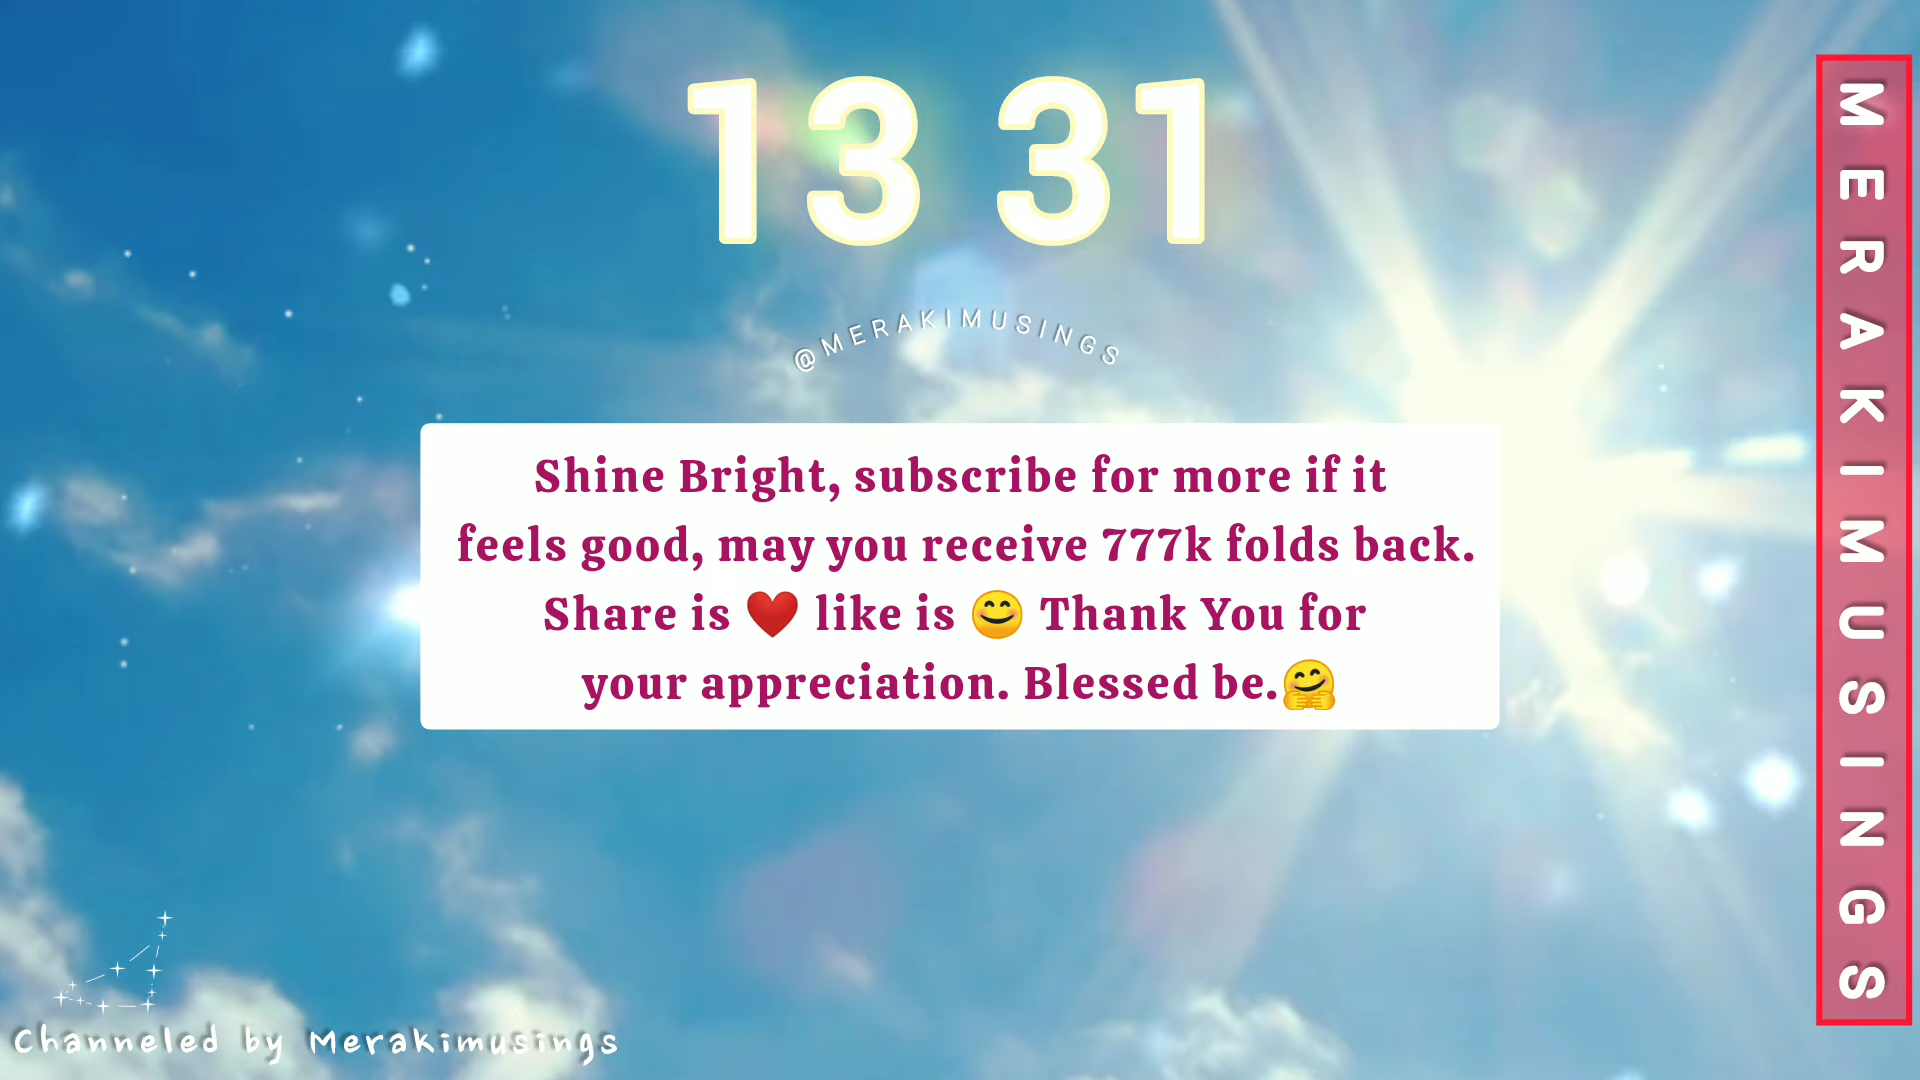 13 31
@MERAKIMUSINGS
Shine Bright, subscribe for more if it
feels good, may you receive 777k folds back.
Share is ❤️ like is 😊 Thank You for
your appreciation. Blessed be.🤗
MERAKIMUSINGS
Channeled by Merakimusings